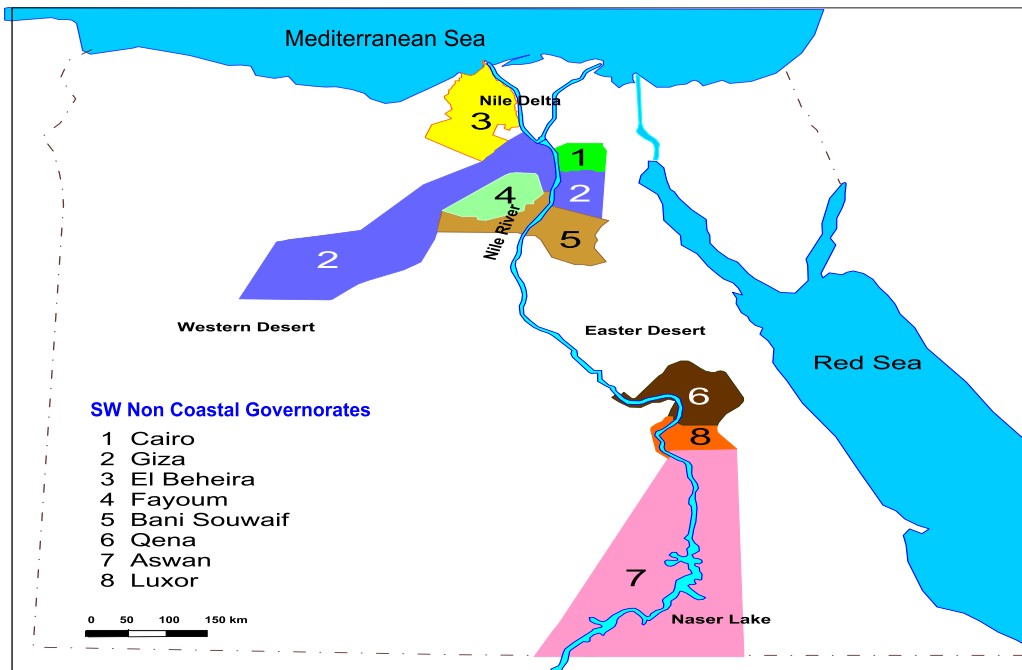 Mediterranean Sea
Nile Delta
3
1
2
4
Nile River
5
2
Western Desert
Easter Desert
Red Sea
6
8
7
Naser Lake
SW Non Coastal Governorates
1 Cairo
2 Giza
3 El Beheira
4 Fayoum
5 Bani Souwaif
6 Qena
7 Aswan
8 Luxor
0 50 100 150 km